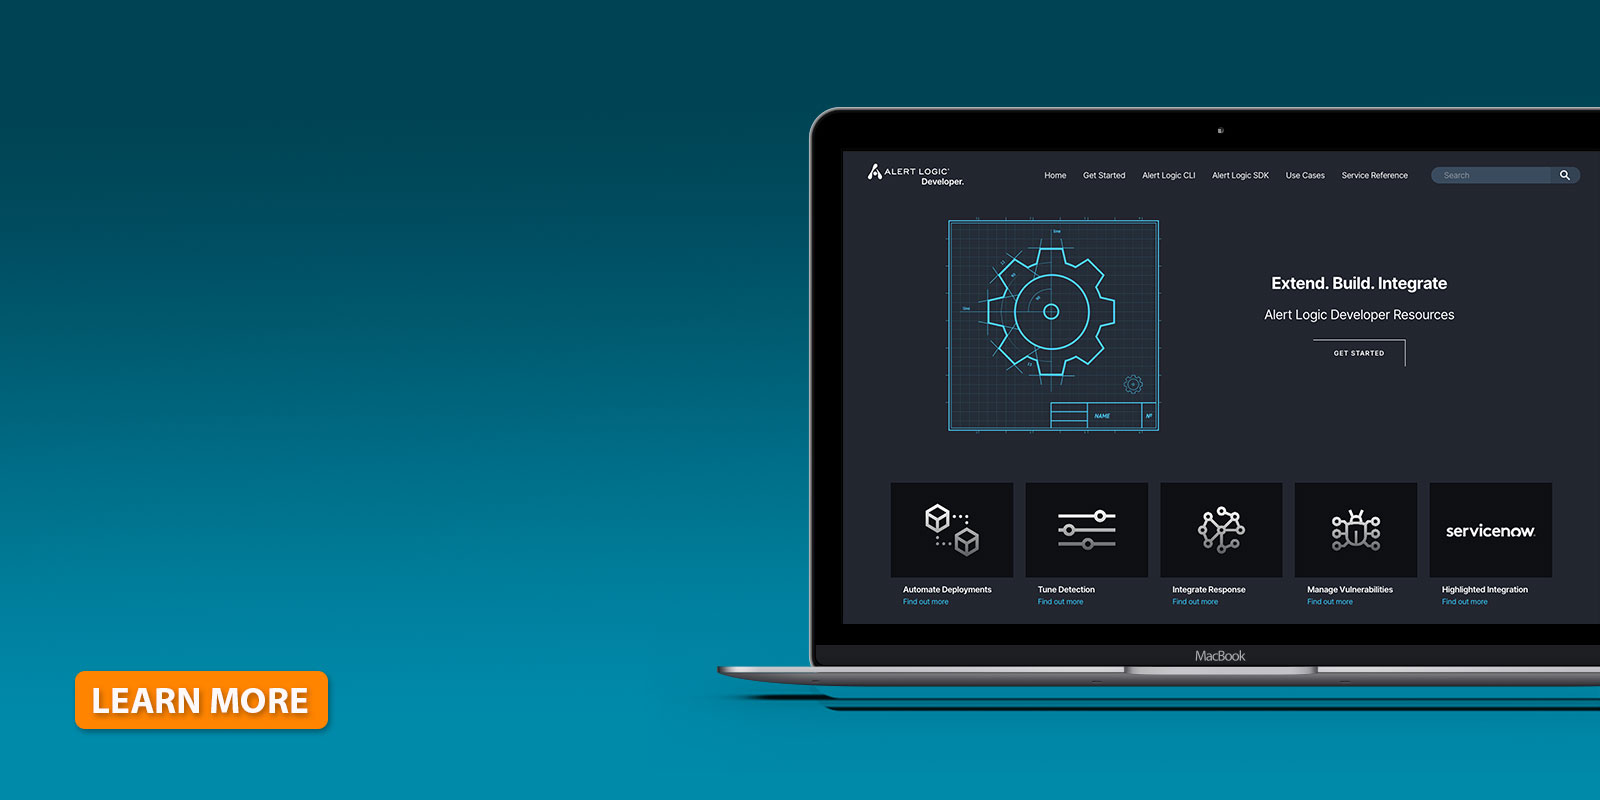 ALERT LOGIC®
Developer.
Home
Get Started
Alert Logic CLI
Alert Logic SDK
Use Cases
Service Reference
Search
Extend. Build. Integrate
Alert Logic Developer Resources
GET STARTED
NAME
Nº
servicenow
Automate Deployments
Find out more
Tune Detection
Find out more
Integrate Response
Find out more
Manage Vulnerabilities
Find out more
Highlighted Integration
Find out more
MacBook
LEARN MORE